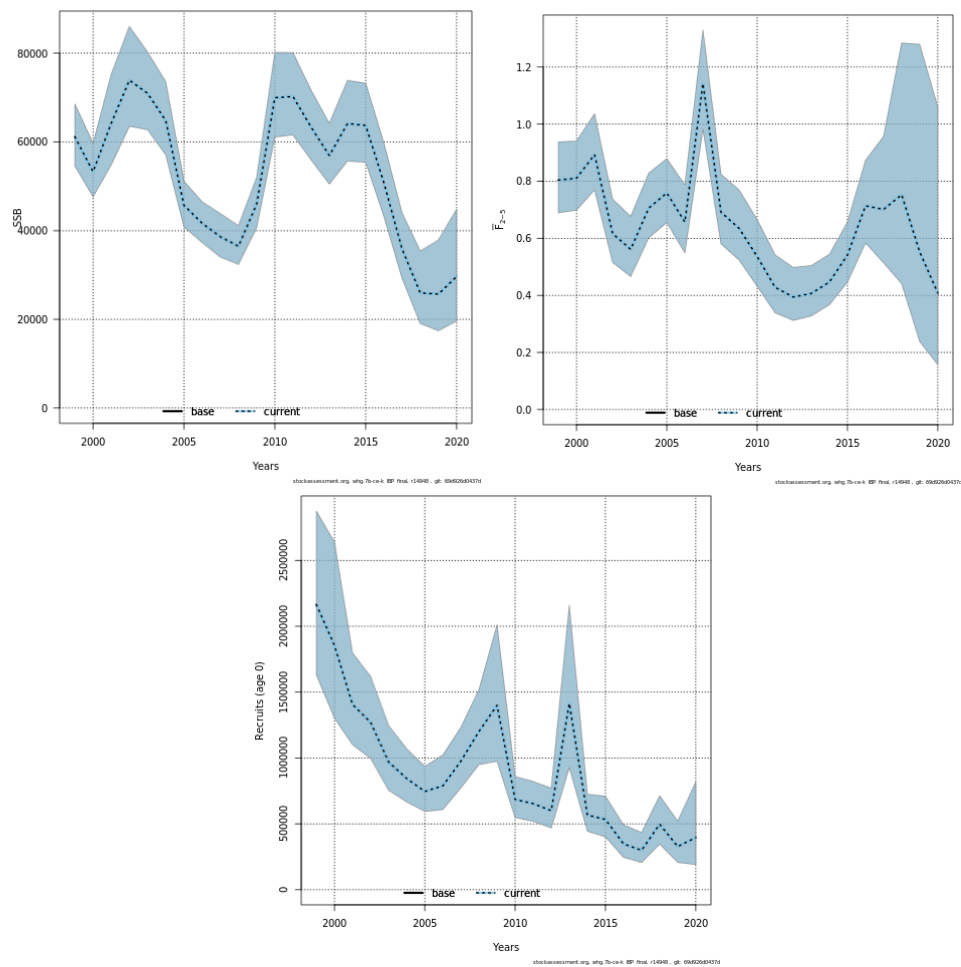 80000
60000
40000
20000
0
SSB
2000 2005 2010 2015 2020
base current
Years
stockassessment.org, whg.7b-ce-k_IBP_final, r14948 , git: 69d926d0437d
1.2
1.0
0.8
0.6
0.4
0.2
0.0
F̅2−5
2000 2005 2010 2015 2020
base current
Years
stockassessment.org, whg.7b-ce-k_IBP_final, r14948 , git: 69d926d0437d
2500000
2000000
1500000
1000000
500000
0
Recruits (age 0)
2000 2005 2010 2015 2020
base current
Years
stockassessment.org, whg.7b-ce-k_IBP_final, r14948 , git: 69d926d0437d